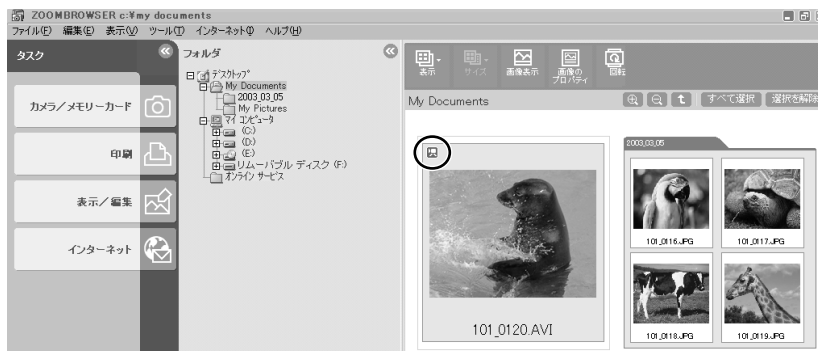 ZOOMBROWSER c:¥my documents
ファイル(F) 編集(E) 表示(V) ツール(T) インターネット(I) ヘルプ(H)
タスク
カメラ/メモリーカード
印刷
表示/編集
インターネット
フォルダ
デスクトップ
My Documents
2003_03_05
My Pictures
マイ コンピュータ
(C:)
(D:)
(E:)
リムーバブル ディスク (F:)
オンライン サービス
表示 サイズ 画像表示 画像のプロパティ 回転
My Documents
すべて選択 選択を解除
101_0120.AVI
2003_03_05
101_0116.JPG 101_0117.JPG
101_0118.JPG 101_0119.JPG